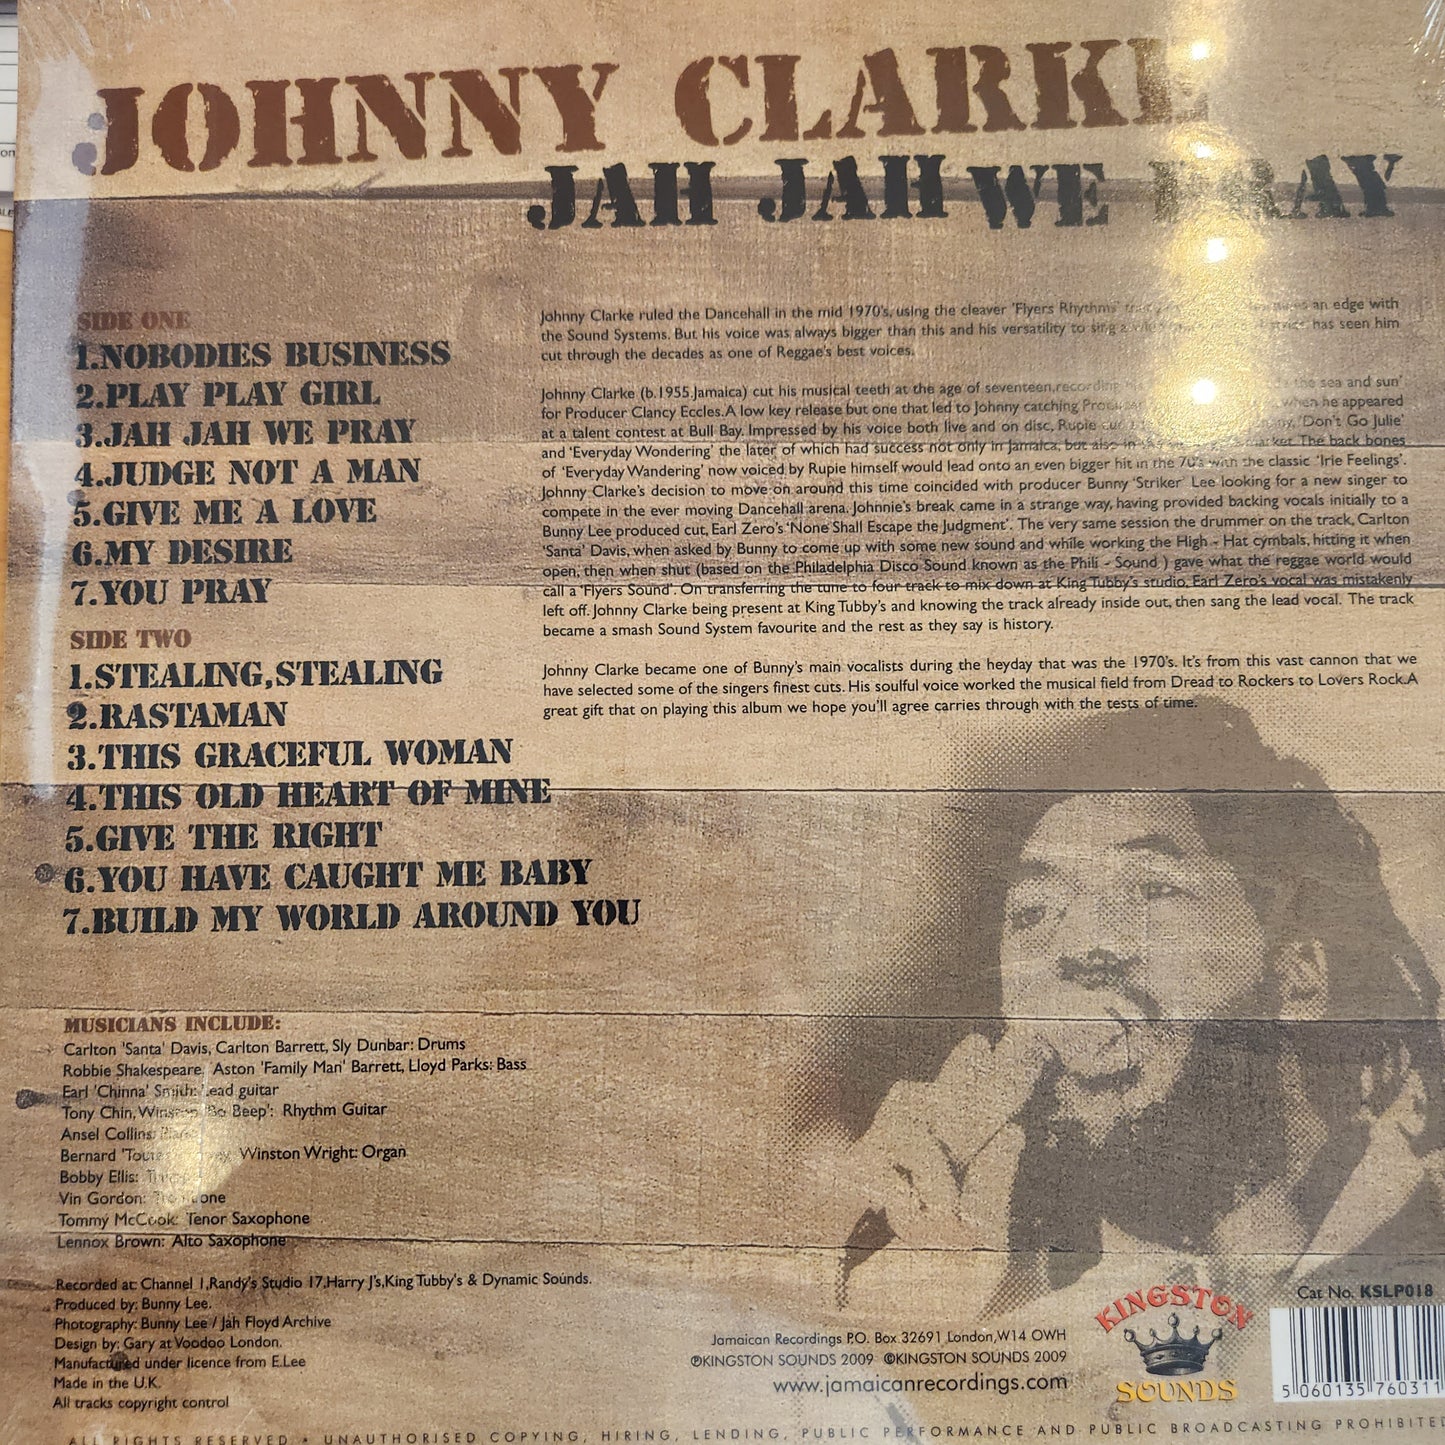 JOHNNY CLARKE
JAH JAH WE PRAY
SIDE ONE
1.NOBODIES BUSINESS
2.PLAY PLAY GIRL
3.JAH JAH WE PRAY
4.JUDGE NOT A MAN
5.GIVE ME A LOVE
6.MY DESIRE
7.YOU PRAY
SIDE TWO
1.STEALING,STEALING
2.RASTAMAN
3.THIS GRACEFUL WOMAN
4.THIS OLD HEART OF MINE
5.GIVE THE RIGHT
6.YOU HAVE CAUGHT ME BABY
7.BUILD MY WORLD AROUND YOU
Johnny Clarke ruled the Dancehall in the mid 1970's, using the cleaver 'Flyers Rhythms' an edge with
the Sound Systems. But his voice was always bigger than this and his versatility to sing a has seen him
cut through the decades as one of Reggae's best voices.
Johnny Clarke (b.1955.Jamaica) cut his musical teeth at the age of seventeen,recording the sea and sun'
for Producer Clancy Eccles.A low key release but one that led to Johnny catching when he appeared
at a talent contest at Bull Bay. Impressed by his voice both live and on disc, Rupie cut 'Don't Go Julie'
and 'Everyday Wondering' the later of which had success not only in Jamaica, but also in market. The back bones
of 'Everyday Wandering' now voiced by Rupie himself would lead onto an even bigger hit in the 70's with the classic 'Irie Feelings'.
Johnny Clarke's decision to move on around this time coincided with producer Bunny 'Striker' Lee looking for a new singer to
compete in the ever moving Dancehall arena. Johnnie's break came in a strange way, having provided backing vocals initially to a
Bunny Lee produced cut, Earl Zero's 'None Shall Escape the Judgment'. The very same session the drummer on the track, Carlton
'Santa' Davis, when asked by Bunny to come up with some new sound and while working the High - Hat cymbals, hitting it when
open, then when shut (based on the Philadelphia Disco Sound known as the Phili - Sound ) gave what the reggae world would
call a 'Flyers Sound'. On transferring the tune to four track to mix down at King Tubby's studio, Earl Zero's vocal was mistakenly
left off. Johnny Clarke being present at King Tubby's and knowing the track already inside out, then sang the lead vocal. The track
became a smash Sound System favourite and the rest as they say is history.
Johnny Clarke became one of Bunny's main vocalists during the heyday that was the 1970's. It's from this vast cannon that we
have selected some of the singers finest cuts. His soulful voice worked the musical field from Dread to Rockers to Lovers Rock.A
great gift that on playing this album we hope you'll agree carries through with the tests of time.
MUSICIANS INCLUDE:
Carlton 'Santa' Davis, Carlton Barrett, Sly Dunbar: Drums
Robbie Shakespeare, Aston 'Family Man' Barrett, Lloyd Parks: Bass
Earl 'Chinna' Smith: Lead guitar
Tony Chin, Winston 'Bo Beep': Rhythm Guitar
Ansel Collins: Piano
Bernard Winston Wright: Organ
Bobby Ellis:
Vin Gordon: Trombone
Tommy McCook: Tenor Saxophone
Lennox Brown: Alto Saxophone
Recorded at: Channel 1,Randy's Studio 17,Harry J's,King Tubby's & Dynamic Sounds.
Produced by: Bunny Lee.
Photography: Bunny Lee / Jah Floyd Archive
Design by: Gary at Voodoo London.
Manufactured under licence from E.Lee
Made in the U.K.
All tracks copyright control
Jamaican Recordings P.O. Box 32691,London,W14 OWH
℗KINGSTON SOUNDS 2009 ©KINGSTON SOUNDS 2009
www.jamaicanrecordings.com
KINGSTON
SOUNDS
Cat No. KSLP018
5 060135 760311
ALL RIGHTS RESERVED • UNAUTHORISED COPYING, HIRING, LENDING, PUBLIC PERFORMANCE AND PUBLIC BROADCASTING PROHIBITED